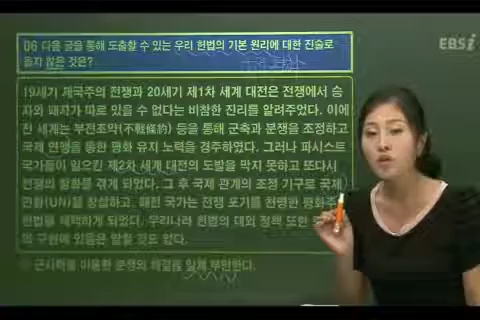 06 다음 글을 통해 도출할 수 있는 우리 헌법의 기본 원리에 대한 진술로
옳지 않은 것은?
EBSi
19세기 제국주의 전쟁과 20세기 제1차 세계 대전은 전쟁에서 승
자와 패자가 따로 있을 수 없다는 비참한 진리를 알려주었다. 이에
전 세계는 부전조약(不戰條約) 등을 통해 군축과 분쟁을 조정하고
국제 연맹을 통한 평화 유지 노력을 경주하였다. 그러나 파시스트
국가들이 일으킨 제2차 세계 대전의 도발을 막지 못하고 또다시
전쟁의 참화를 겪게 되었다. 그 후 국제 관계의 조정 기구로 국제
연합(UN)을 창설하고, 패전 국가는 전쟁 포기를 천명한 평화
헌법을 채택하게 되었다. 우리나라 헌법의 대외 정책 또한
의 구현에 있음은 말할 것도 없다.
무력을 이용한 분쟁의 해결을 일체 부인한다.